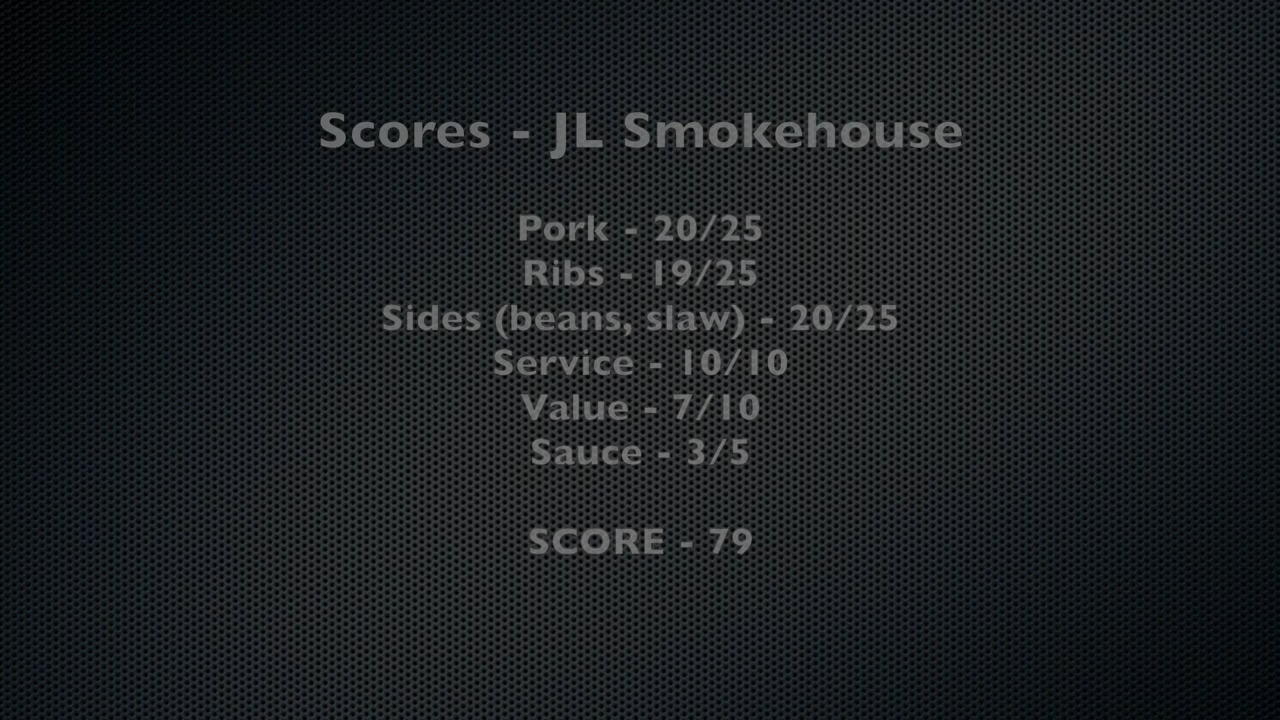 Scores - JL Smokehouse
Pork - 20/25
Ribs - 19/25
Sides (beans, slaw) - 20/25
Service - 10/10
Value - 7/10
Sauce - 3/5
SCORE - 79